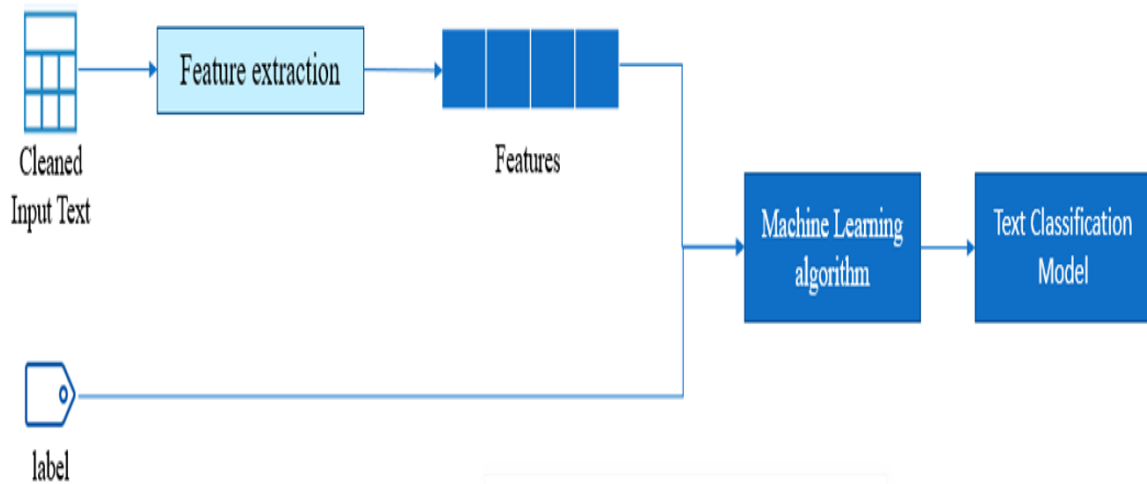 Feature extraction
Cleaned
Input Text
Features
Machine Learning
algorithm
Text Classification
Model
label